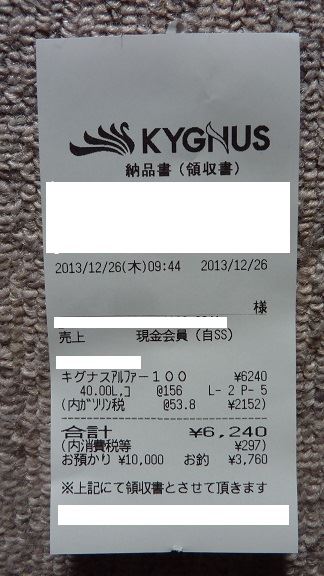 KYGNUS
納品書(領収書)
2013/12/26(木)09:44 2013/12/26
様
売上 現金会員(自SS)
キグナスアルファー100 ¥6240
40.00L,コ @156 L- 2 P- 5
(内ガソリン税 @53.8 ¥2152)
合計 ¥6,240
(内消費税等 ¥297)
お預かり ¥10,000 お釣 ¥3,760
※上記にて領収書とさせて頂きます